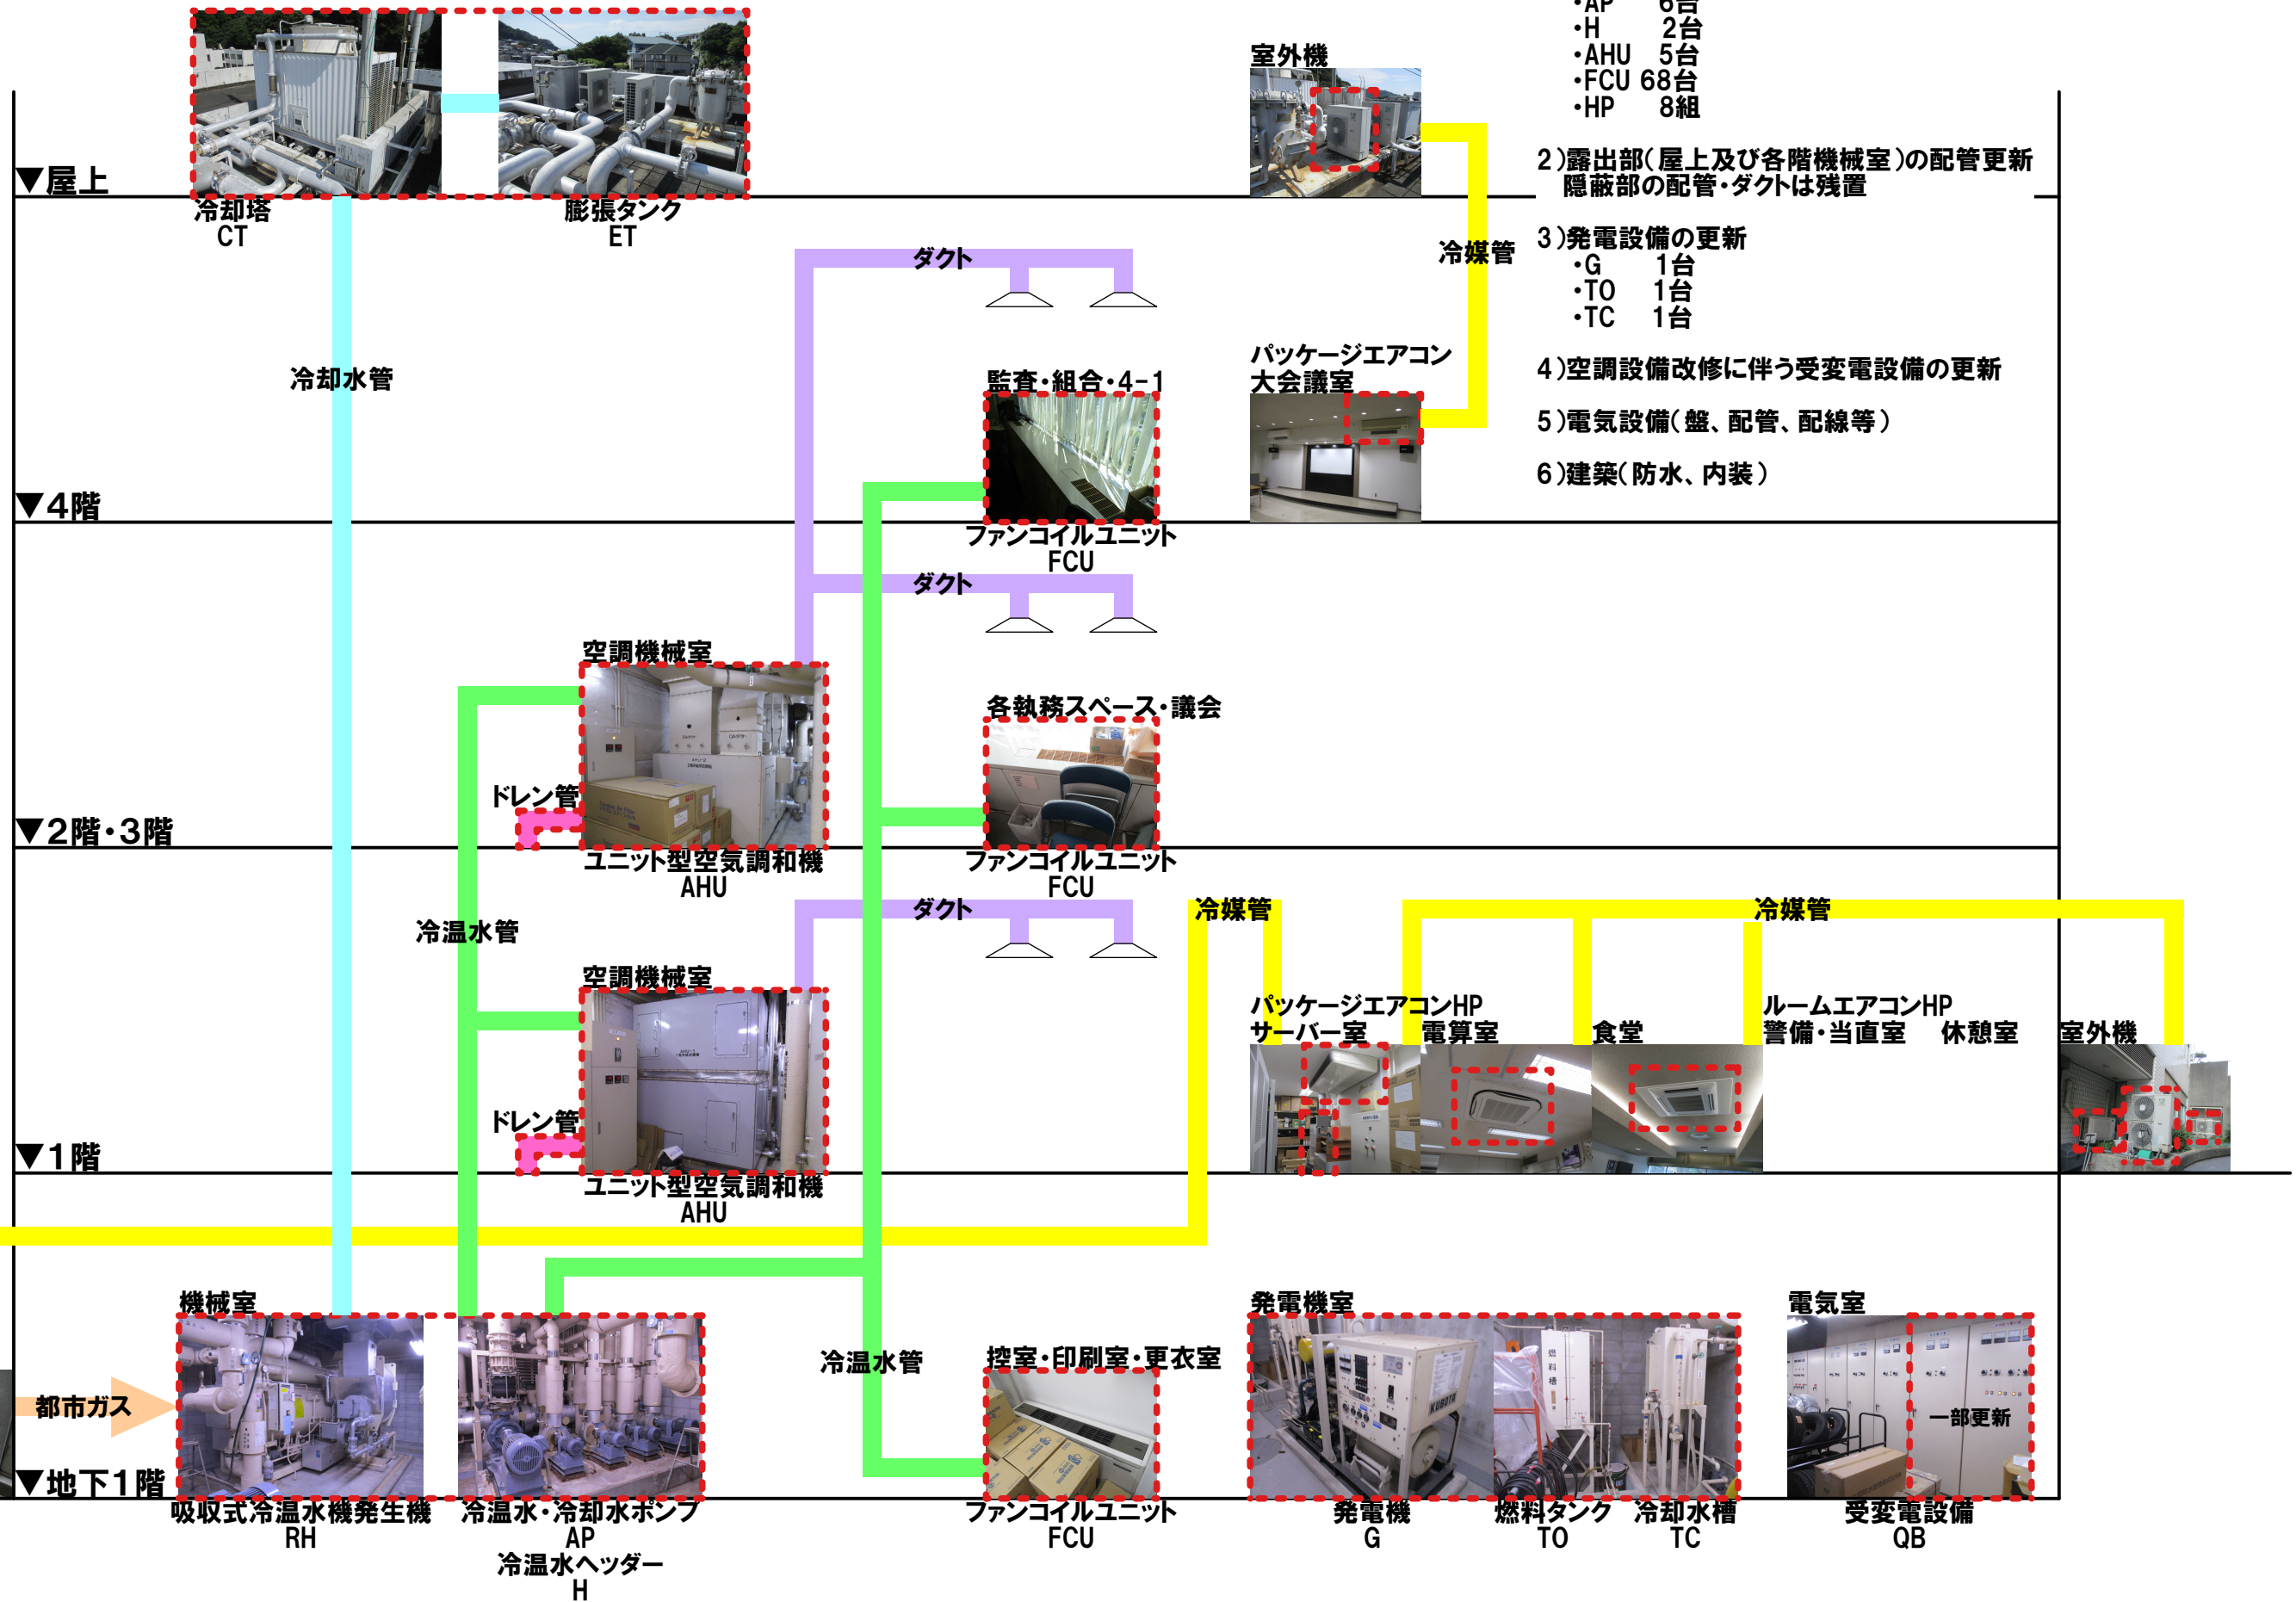 ・AP 6台
・H 2台
・AHU 5台
・FCU 68台
・HP 8組
2）露出部（屋上及び各階機械室）の配管更新
隠蔽部の配管・ダクトは残置
3）発電設備の更新
・G 1台
・TO 1台
・TC 1台
4）空調設備改修に伴う受変電設備の更新
5）電気設備（盤、配管、配線等）
6）建築（防水、内装）
室外機
▼屋上
冷却塔
CT
膨張タンク
ET
ダクト
冷媒管
冷却水管
監査・組合・4-1
パッケージエアコン
大会議室
▼4階
ファンコイルユニット
FCU
ダクト
空調機械室
各執務スペース・議会
ドレン管
▼2階・3階
ユニット型空気調和機
AHU
ファンコイルユニット
FCU
冷温水管
ダクト
冷媒管
冷媒管
空調機械室
パッケージエアコンHP
サーバー室
電算室
食堂
ルームエアコンHP
警備・当直室 休憩室
室外機
ドレン管
▼1階
ユニット型空気調和機
AHU
機械室
冷温水管
控室・印刷室・更衣室
発電機室
電気室
都市ガス
燃料槽
KUBOTA
一部更新
▼地下1階
吸収式冷温水機発生機
RH
冷温水・冷却水ポンプ
AP
冷温水ヘッダー
H
ファンコイルユニット
FCU
発電機
G
燃料タンク
TO
冷却水槽
TC
受変電設備
QB